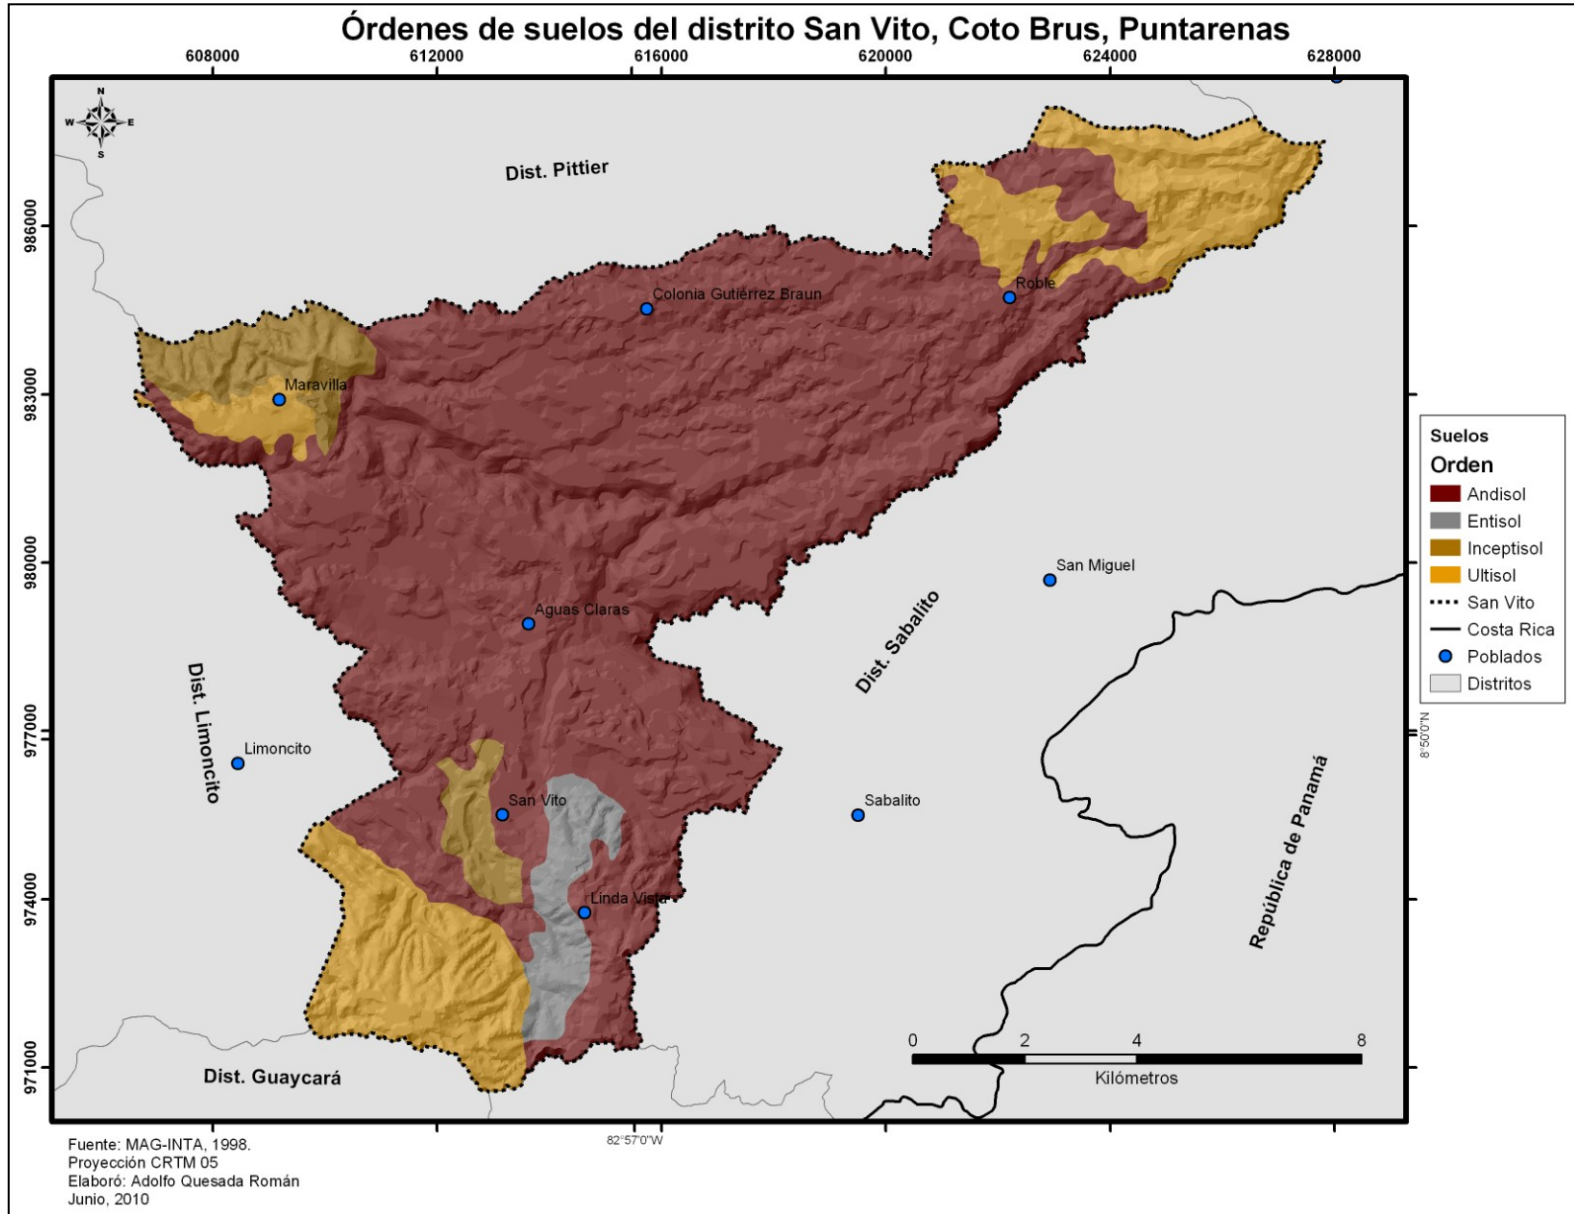 Órdenes de suelos del distrito San Vito, Coto Brus, Puntarenas
608000 612000 616000 620000 624000 628000
N
W E
S
Dist. Pittier
986000
Colonia Gutiérrez Braun
Roble
Maravilla
983000
Suelos
Orden
Andisol
Entisol
Inceptisol
Ultisol
San Vito
Costa Rica
Poblados
Distritos
980000
San Miguel
Aguas Claras
Dist. Sabalito
Dist. Limoncito
977000
8°50'0"N
Limoncito
San Vito
Sabalito
República de Panamá
974000
Linda Vista
971000
Dist. Guaycará
0 2 4 8
Kilómetros
82°57'0"W
Fuente: MAG-INTA, 1998.
Proyección CRTM 05
Elaboró: Adolfo Quesada Román
Junio, 2010